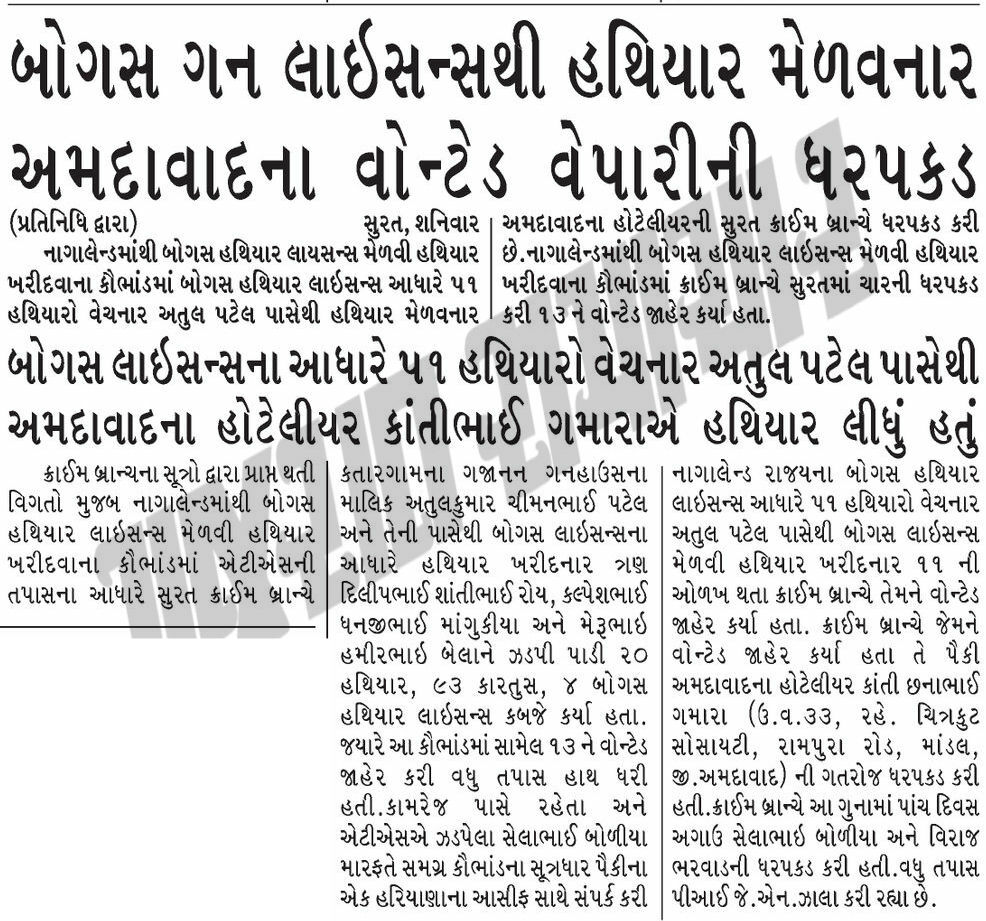 બોગસ ગન લાઇસન્સથી હથિયાર મેળવનાર
અમદાવાદના વોન્ટેડ વેપારીની ધરપકડ
(પ્રતિનિધિ દ્વારા) સુરત, શનિવાર
નાગાલેન્ડમાંથી બોગસ હથિયાર લાયસન્સ મેળવી હથિયાર
ખરીદવાના કૌભાંડમાં બોગસ હથિયાર લાઇસન્સ આધારે ૫૧
હથિયારો વેચનાર અતુલ પટેલ પાસેથી હથિયાર મેળવનાર
અમદાવાદના હોટેલીયરની સુરત ક્રાઈમ બ્રાન્ચે ધરપકડ કરી
છે.નાગાલેન્ડમાંથી બોગસ હથિયાર લાઇસન્સ મેળવી હથિયાર
ખરીદવાના કૌભાંડમાં ક્રાઈમ બ્રાન્ચે સુરતમાં ચારની ધરપકડ
કરી ૧૩ ને વોન્ટેડ જાહેર કર્યા હતા.
બોગસ લાઇસન્સના આધારે ૫૧ હથિયારો વેચનાર અતુલ પટેલ પાસેથી
અમદાવાદના હોટેલીયર કાંતીભાઈ ગમારાએ હથિયાર લીધું હતું
ક્રાઈમ બ્રાન્ચના સૂત્રો દ્વારા પ્રાપ્ત થતી
વિગતો મુજબ નાગાલેન્ડમાંથી બોગસ
હથિયાર લાઇસન્સ મેળવી હથિયાર
ખરીદવાના કૌભાંડમાં એટીએસની
તપાસના આધારે સુરત ક્રાઈમ બ્રાન્ચે
કતારગામના ગજાનન ગનહાઉસના
માલિક અતુલકુમાર ચીમનભાઈ પટેલ
અને તેની પાસેથી બોગસ લાઇસન્સના
આધારે હથિયાર ખરીદનાર ત્રણ
દિલીપભાઈ શાંતીભાઈ રોય, કલ્પેશભાઈ
ધનજીભાઈ માંગુકીયા અને મેરૂભાઇ
હમીરભાઇ બેલાને ઝડપી પાડી ૨૦
હથિયાર, ૯૩ કારતુસ, ૪ બોગસ
હથિયાર લાઇસન્સ કબજે કર્યા હતા.
જયારે આ કૌભાંડમાં સામેલ ૧૩ ને વોન્ટેડ
જાહેર કરી વધુ તપાસ હાથ ધરી
હતી.કામરેજ પાસે રહેતા અને
એટીએસએ ઝડપેલા સેલાભાઈ બોળીયા
મારફતે સમગ્ર કૌભાંડના સૂત્રધાર પૈકીના
એક હરિયાણાના આસીફ સાથે સંપર્ક કરી
નાગાલેન્ડ રાજયના બોગસ હથિયાર
લાઇસન્સ આધારે ૫૧ હથિયારો વેચનાર
અતુલ પટેલ પાસેથી બોગસ લાઇસન્સ
મેળવી હથિયાર ખરીદનાર ૧૧ ની
ઓળખ થતા ક્રાઈમ બ્રાન્ચે તેમને વોન્ટેડ
જાહેર કર્યા હતા. ક્રાઈમ બ્રાન્ચે જેમને
વોન્ટેડ જાહેર કર્યા હતા તે પૈકી
અમદાવાદના હોટેલીયર કાંતી છનાભાઈ
ગમારા (ઉ.વ.૩૩, રહે. ચિત્રકુટ
સોસાયટી, રામપુરા રોડ, માંડલ,
જી.અમદાવાદ) ની ગતરોજ ધરપકડ કરી
હતી.ક્રાઈમ બ્રાન્ચે આ ગુનામાં પાંચ દિવસ
અગાઉ સેલાભાઇ બોળીયા અને વિરાજ
ભરવાડની ધરપકડ કરી હતી.વધુ તપાસ
પીઆઈ જે.એન.ઝાલા કરી રહ્યા છે.